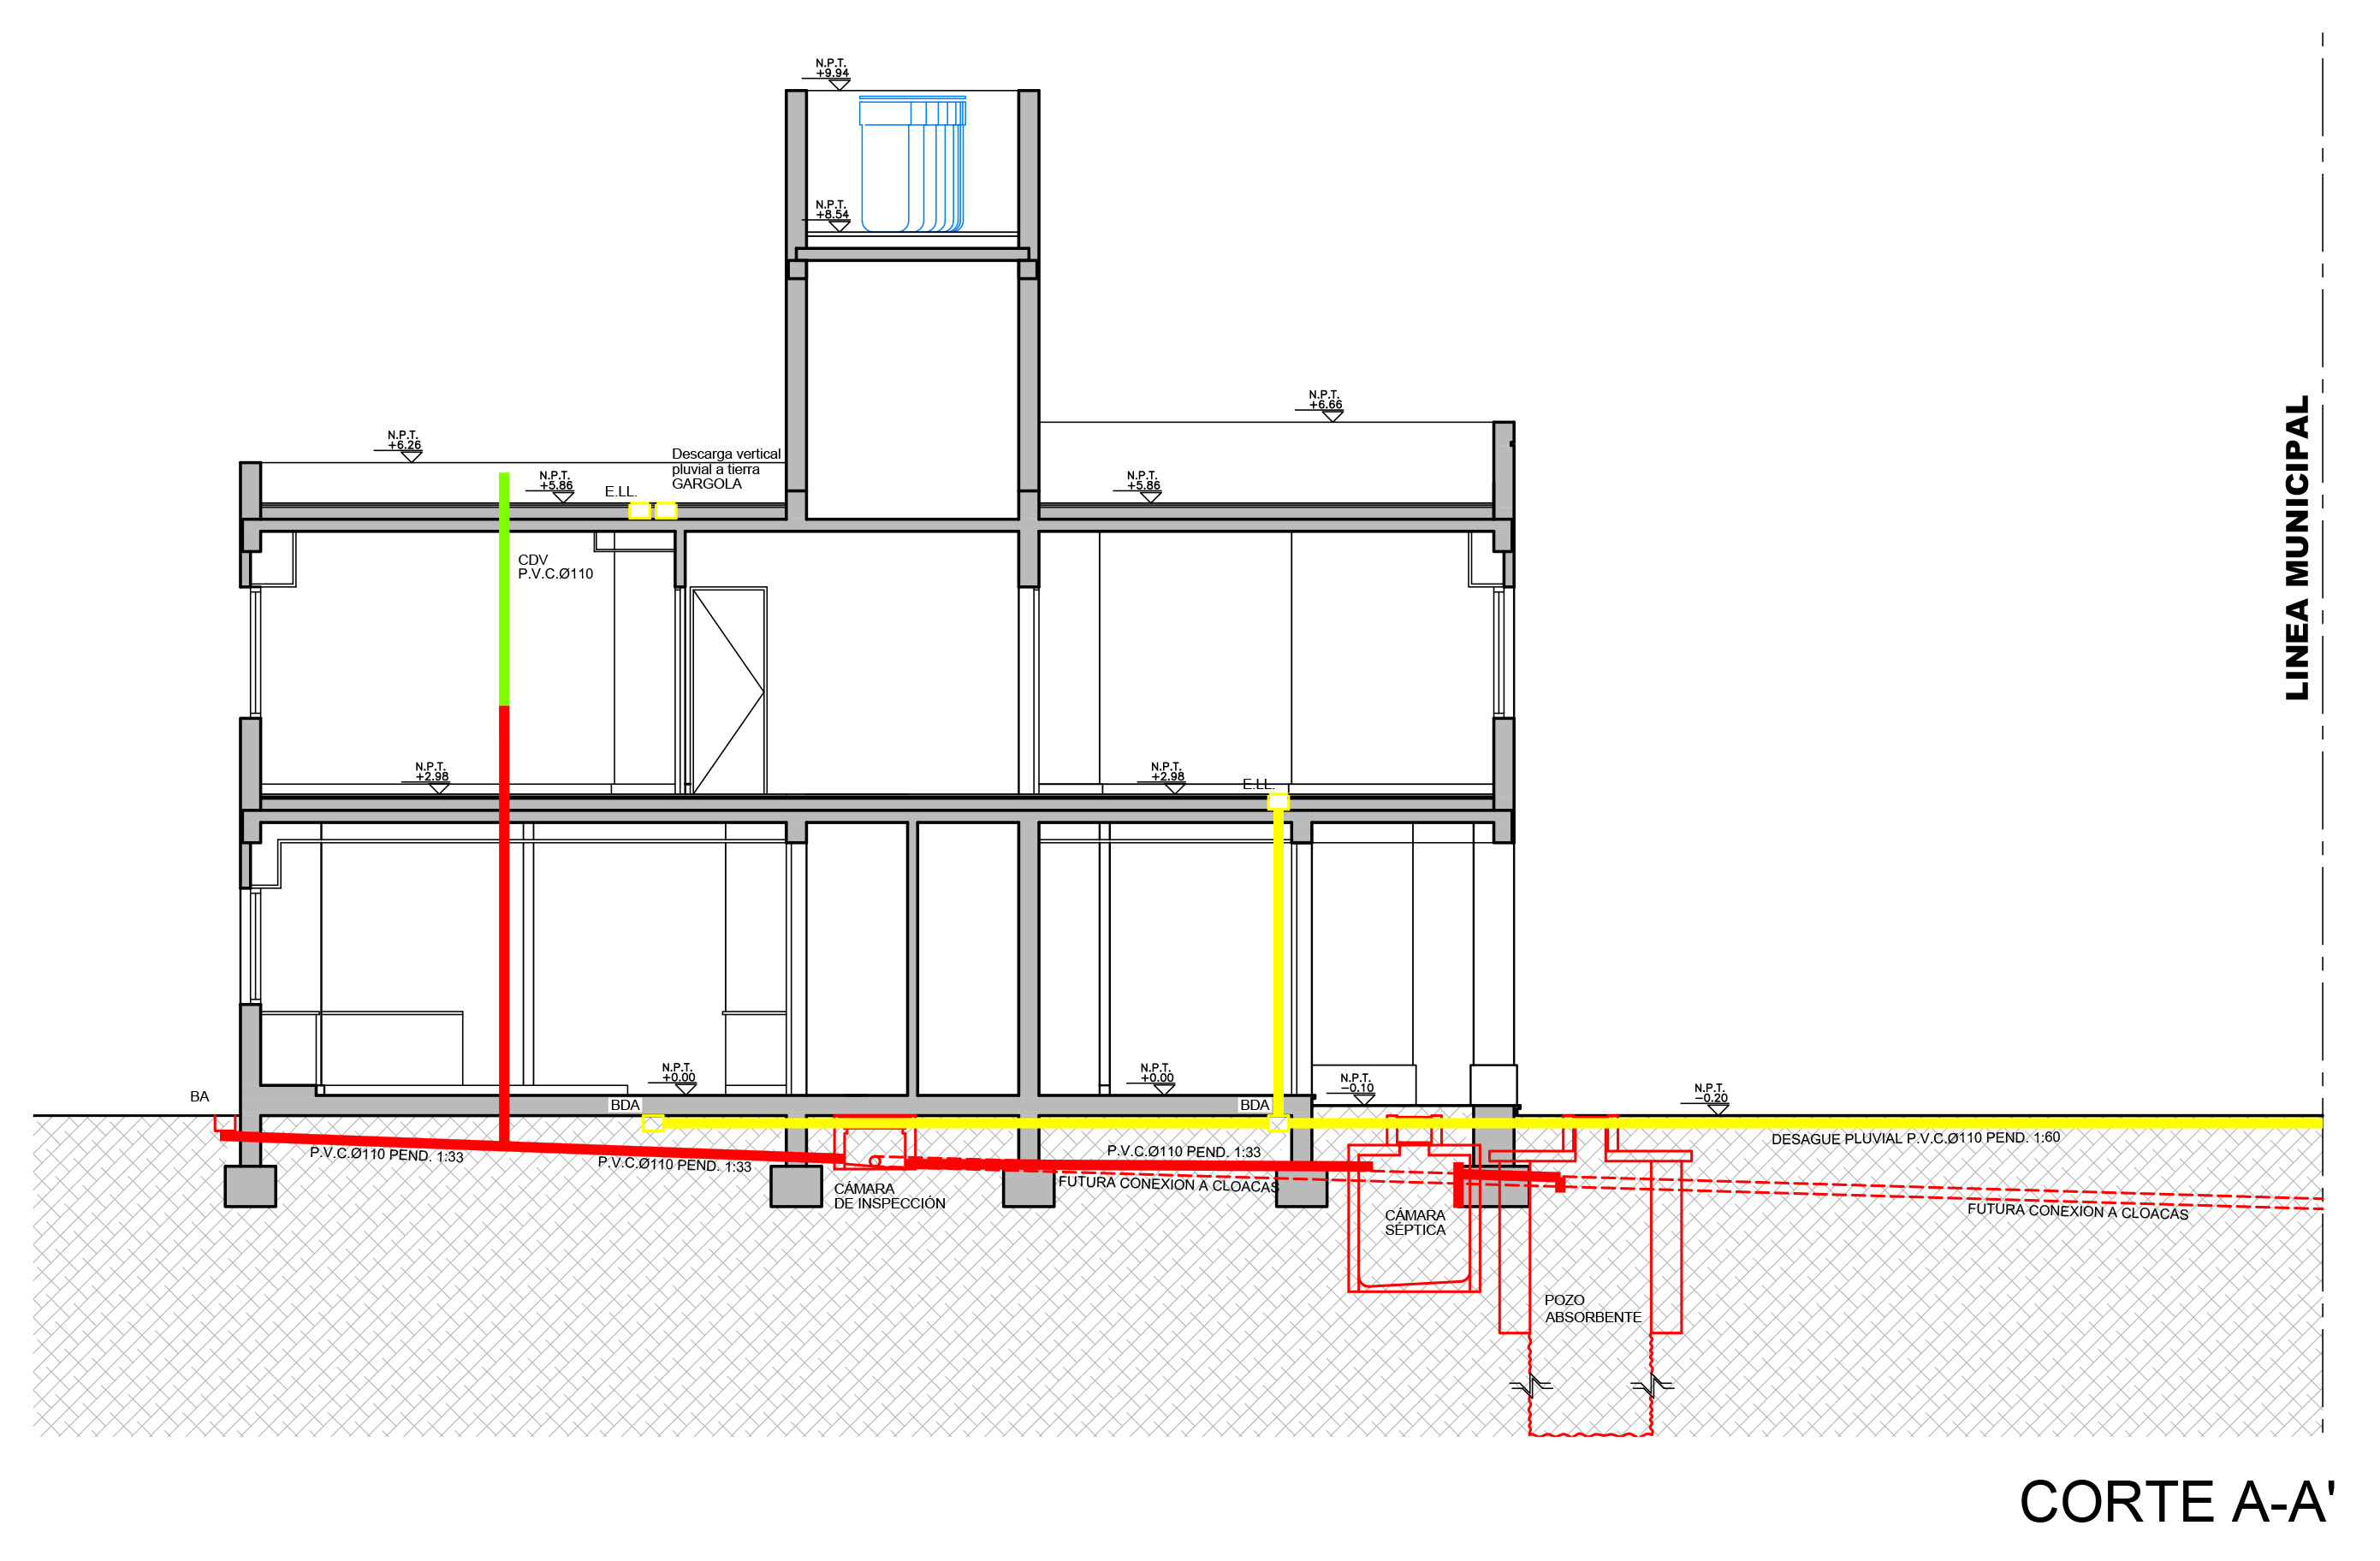 N.P.T.
+9.94
N.P.T.
+8.54
N.P.T.
+6.66
N.P.T.
+6.26
Descarga vertical
pluvial a tierra
GARGOLA
N.P.T.
+5.86
E.LL.
N.P.T.
+5.86
LINEA MUNICIPAL
CDV
P.V.C.Ø110
N.P.T.
+2.98
N.P.T.
+2.98
E.LL.
BA
N.P.T.
+0.00
BDA
N.P.T.
+0.00
BDA
N.P.T.
-0.10
N.P.T.
-0.20
P.V.C.Ø110 PEND. 1:33
P.V.C.Ø110 PEND. 1:33
P.V.C.Ø110 PEND. 1:33
DESAGUE PLUVIAL P.V.C.Ø110 PEND. 1:60
CÁMARA
DE INSPECCIÓN
FUTURA CONEXION A CLOACAS
CÁMARA
SÉPTICA
FUTURA CONEXION A CLOACAS
POZO
ABSORBENTE
CORTE A-A'